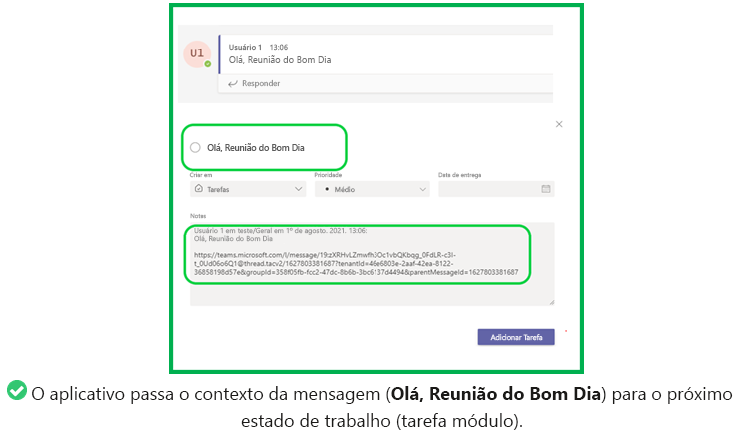 U1
Usuário 1 13:06
Olá, Reunião do Bom Dia
Responder
Olá, Reunião do Bom Dia
Criar em
Prioridade
Data de entrega
Tarefas
Médio
Notes
Usuário 1 em teste/Geral em 1º de agosto. 2021. 13:06:
Olá, Reunião do Bom Dia
https://teams.microsoft.com/l/message/19:zXRHvLZmwfhJOc1vbQKbqg_0FdLR-c3I-
t_0Ud06o6Q1@thread.tacv2/1627803381687?tenantId=46e6803e-2aaf-42ea-8122-
36858198d57e&groupId=358f05fb-fcc2-47dc-8b6b-3bc6137d4494&parentMessageId=1627803381687
Adicionar Tarefa
O aplicativo passa o contexto da mensagem (Olá, Reunião do Bom Dia) para o próximo
estado de trabalho (tarefa módulo).